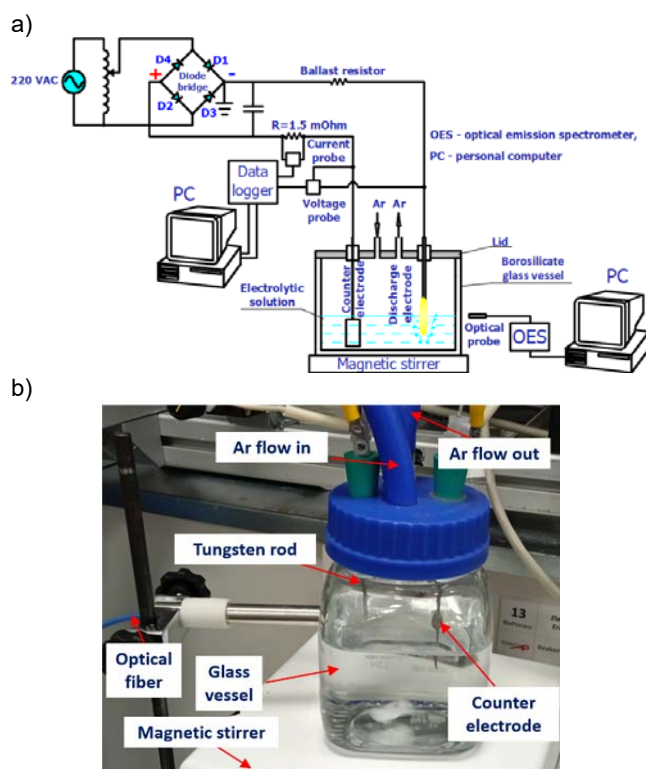 a)
220 VAC
D4
D1
+
Diode
bridge
-
D2
D3
Ballast resistor
R=1.5 mOhm
Current
probe
Data
logger
Voltage
probe
OES - optical emission spectrometer,
PC - personal computer
PC
Ar
Ar
Lid
Borosilicate
glass vessel
PC
Electrolytic
solution
Counter
electrode
Discharge
electrode
Optical
probe
OES
Magnetic stirrer
b)
Ar flow in
Ar flow out
Tungsten rod
13
Optical
fiber
Glass
vessel
Counter
electrode
Magnetic stirrer